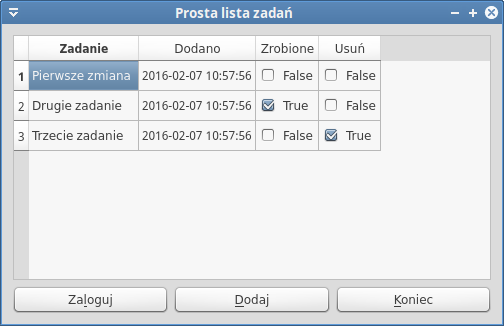 Prosta lista zadań
Zadanie Dodano Zrobione Usuń
1 Pierwsze zmiana 2016-02-07 10:57:56 False False
2 Drugie zadanie 2016-02-07 10:57:56 True False
3 Trzecie zadanie 2016-02-07 10:57:56 False True
Zaloguj Dodaj Koniec